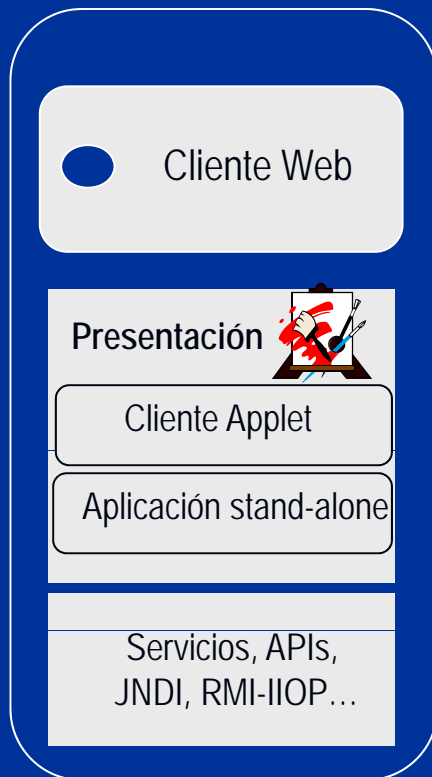 Cliente Web
Presentación
Cliente Applet
Aplicación stand-alone
Servicios, APIs,
JNDI, RMI-IIOP…